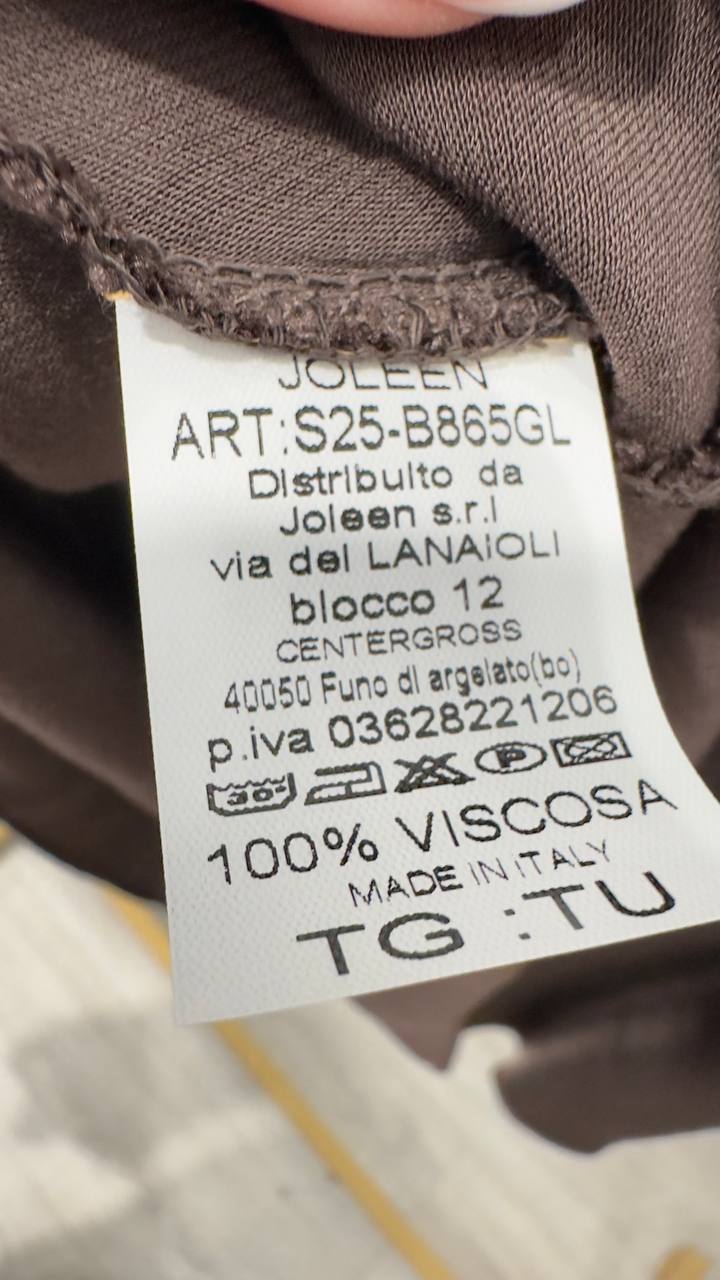 JOLEEN
ART:S25-B865GL
Distribuito da
Joleen s.r.l
via dei LANAiOLI
blocco 12
CENTERGROSS
40050 Funo di argelato(bo)
p.iva 03628221206
30° P
100% VISCOSA
MADE IN ITALY
TG :TU